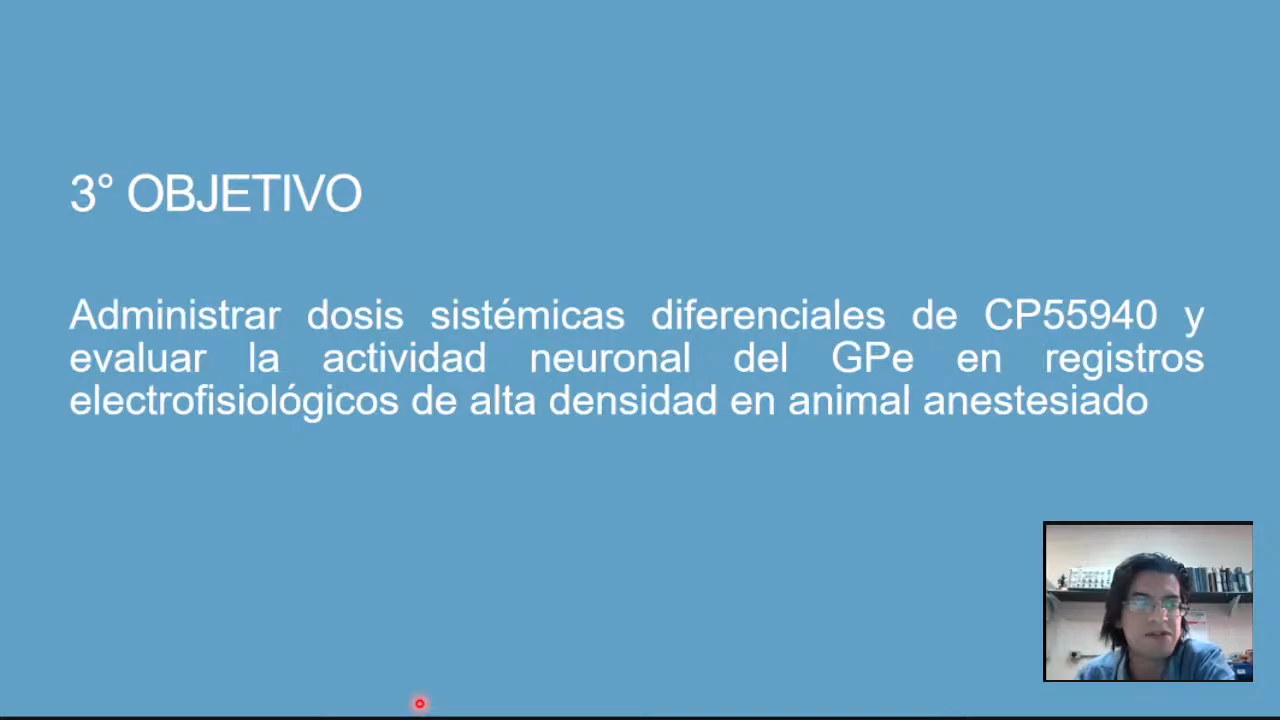 3° OBJETIVO
Administrar dosis sistémicas diferenciales de CP55940 y
evaluar la actividad neuronal del GPe en registros
electrofisiológicos de alta densidad en animal anestesiado